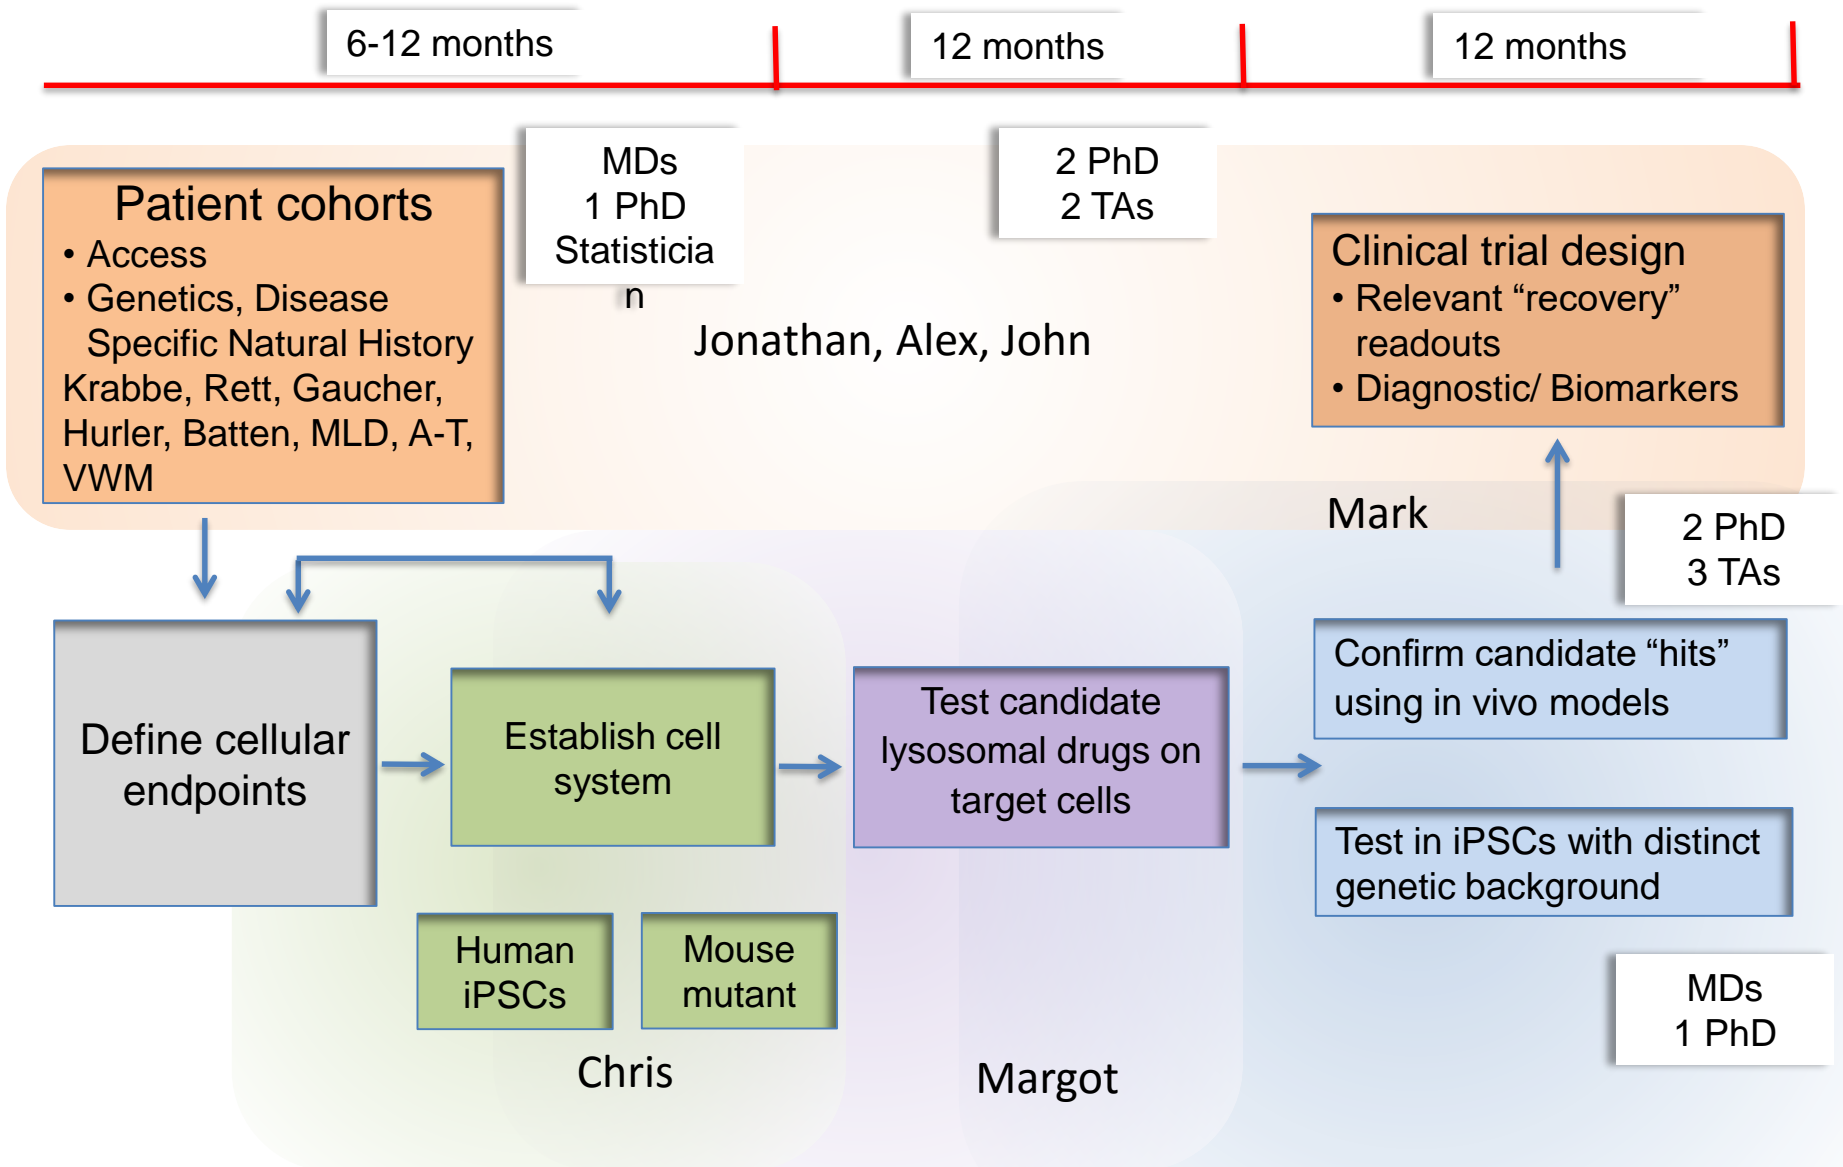 6-12 months
12 months
12 months
MDs
1 PhD
Statisticia
n
2 PhD
2 TAs
Patient cohorts
• Access
• Genetics, Disease
Specific Natural History
Krabbe, Rett, Gaucher,
Hurler, Batten, MLD, A-T,
VWM
Jonathan, Alex, John
Clinical trial design
• Relevant “recovery”
readouts
• Diagnostic/ Biomarkers
Mark
2 PhD
3 TAs
Define cellular
endpoints
Establish cell
system
Test candidate
lysosomal drugs on
target cells
Confirm candidate “hits”
using in vivo models
Test in iPSCs with distinct
genetic background
Human
iPSCs
Mouse
mutant
MDs
1 PhD
Chris
Margot